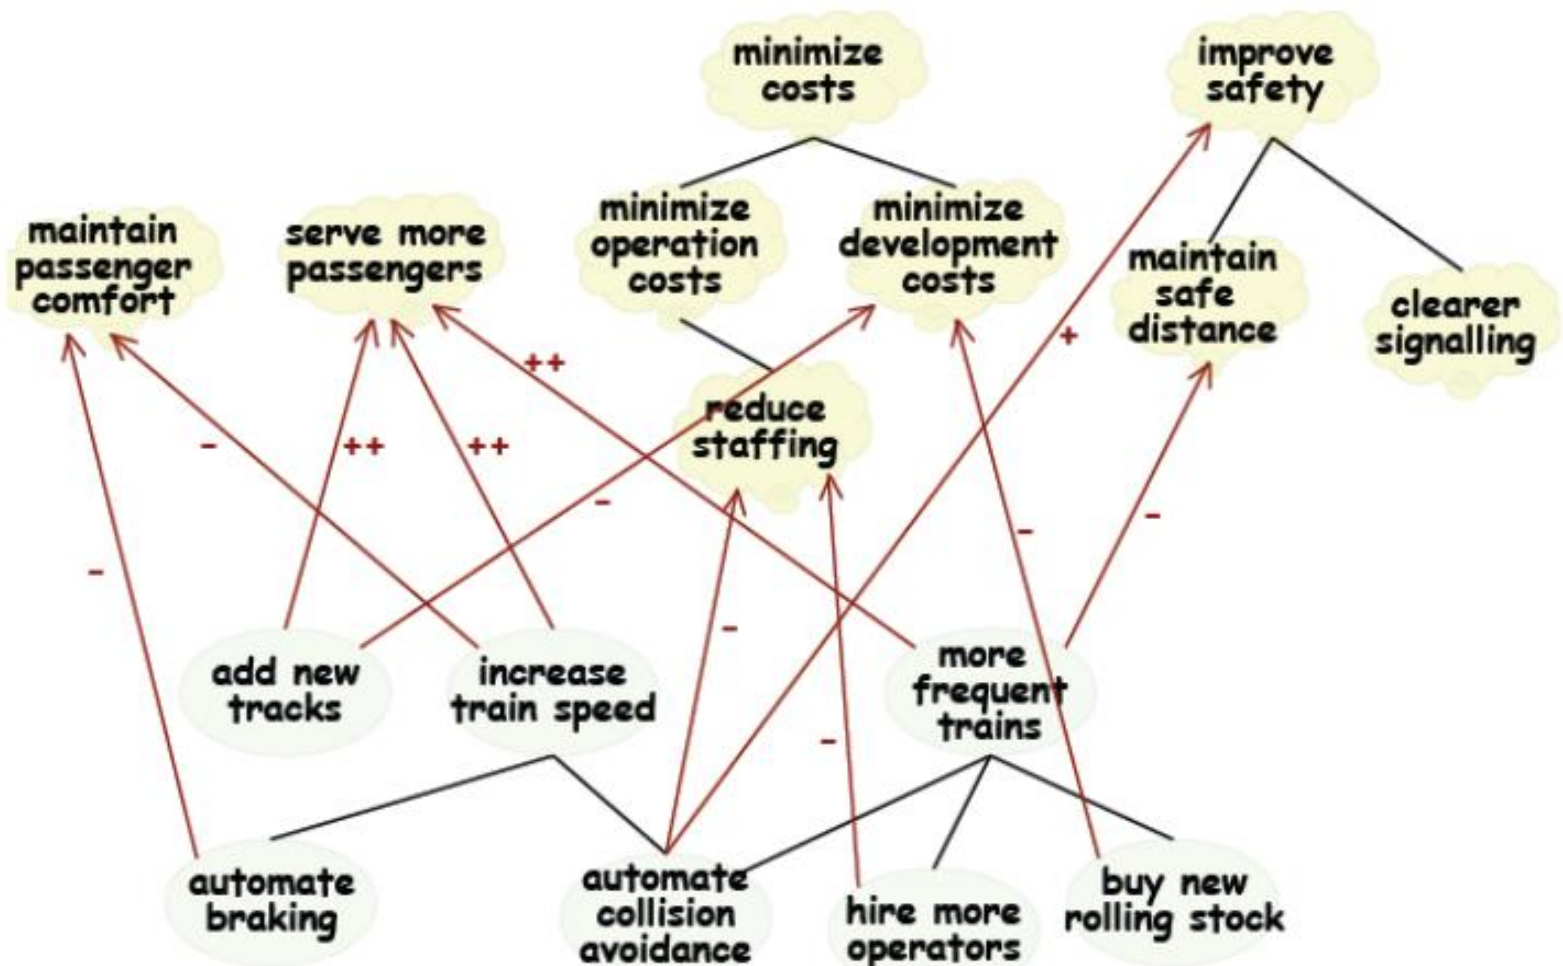 minimize
costs
improve
safety
maintain
passenger
comfort
serve more
passengers
minimize
operation
costs
minimize
development
costs
maintain
safe
distance
clearer
signalling
+
++
reduce
staffing
-
++
++
-
-
-
-
-
-
add new
tracks
increase
train speed
more
frequent
trains
-
automate
braking
automate
collision
avoidance
hire more
operators
buy new
rolling stock